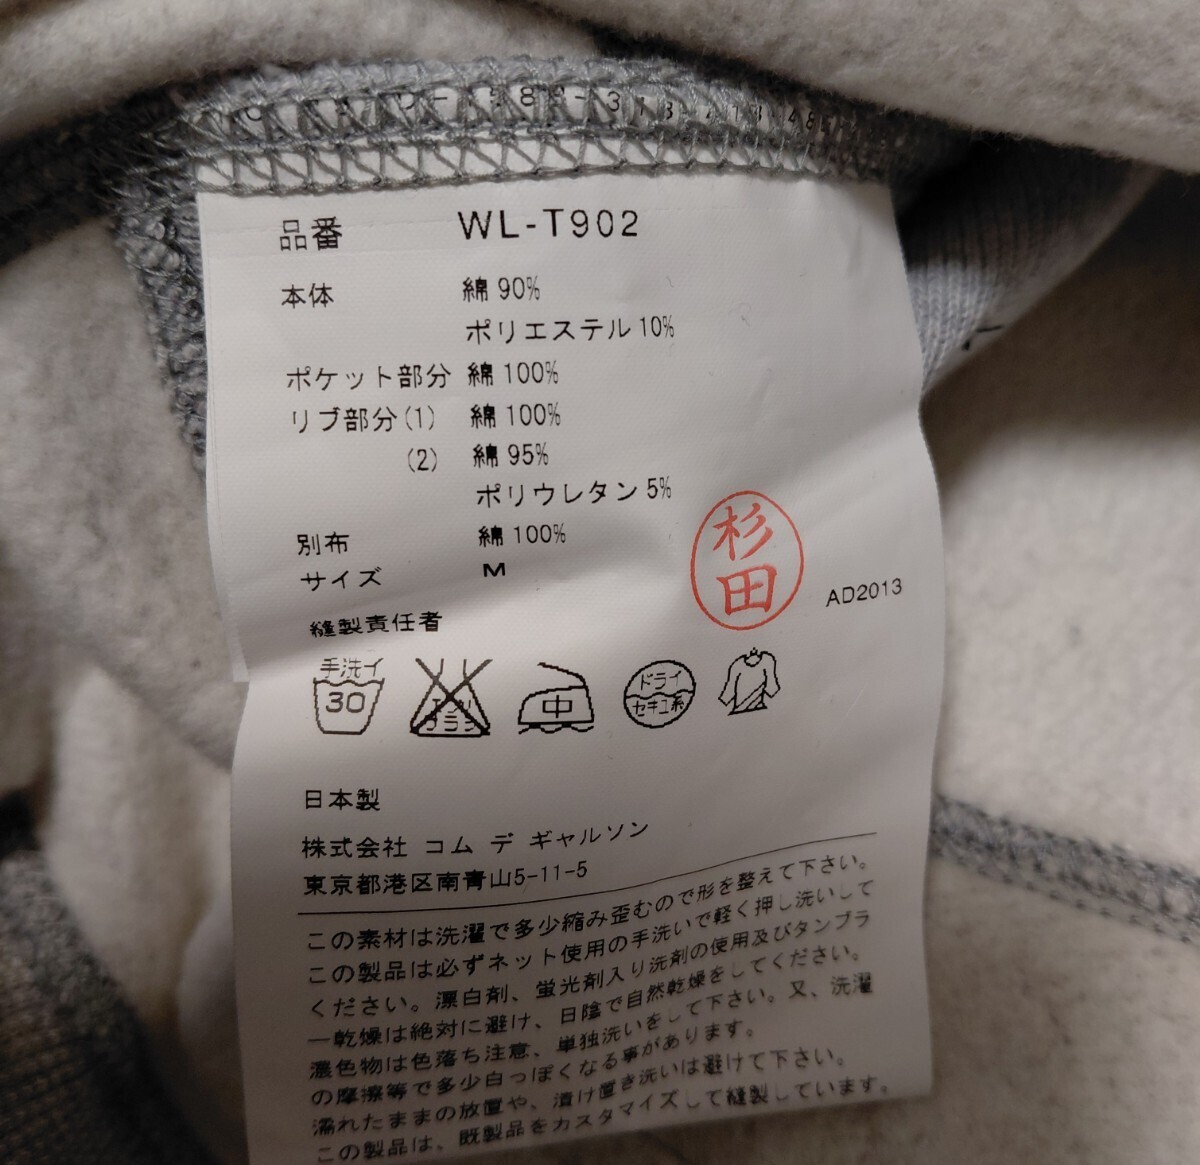 品番 WL-T902
本体 綿 90%
ポリエステル 10%
ポケット部分 綿 100%
リブ部分(1) 綿 100%
(2) 綿 95%
ポリウレタン 5%
別布 綿 100%
サイズ M
杉田
AD2013
縫製責任者
手洗イ
30
エンソ
サラシ
中
ドライ
セキユ系
日本製
株式会社 コム デ ギャルソン
東京都港区南青山5-11-5
この素材は洗濯で多少縮み歪むので形を整えて下さい。
この製品は必ずネット使用の手洗いで軽く押し洗いして
ください。漂白剤、蛍光剤入り洗剤の使用及びタンブラ
ー乾燥は絶対に避け、日陰で自然乾燥をしてください。
濃色物は色落ち注意、単独洗いをして下さい。又、洗濯
の摩擦等で多少白っぽくなる事があります。
濡れたままの放置や、漬け置き洗いは避けて下さい。
この製品は、既製品をカスタマイズして縫製しています。